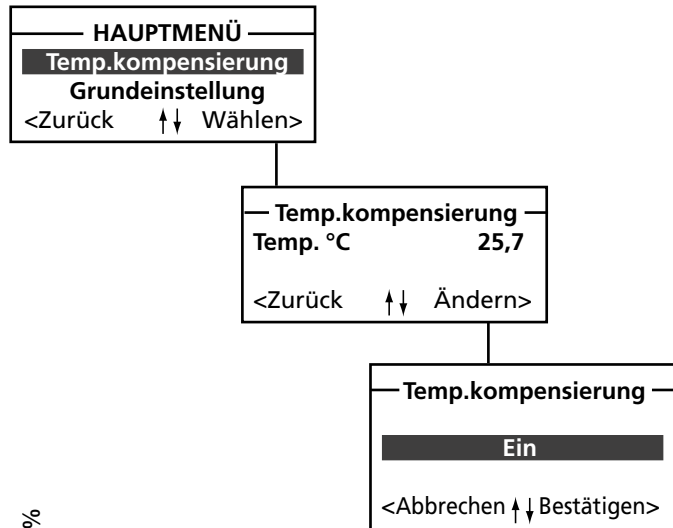 HAUPTMENÜ
Temp.kompensierung
Grundeinstellung
<Zurück ↑↓ Wählen>
Temp.kompensierung
Temp. °C 25,7
<Zurück ↑↓ Ändern>
Temp.kompensierung
Ein
<Abbrechen ↑↓ Bestätigen>
%